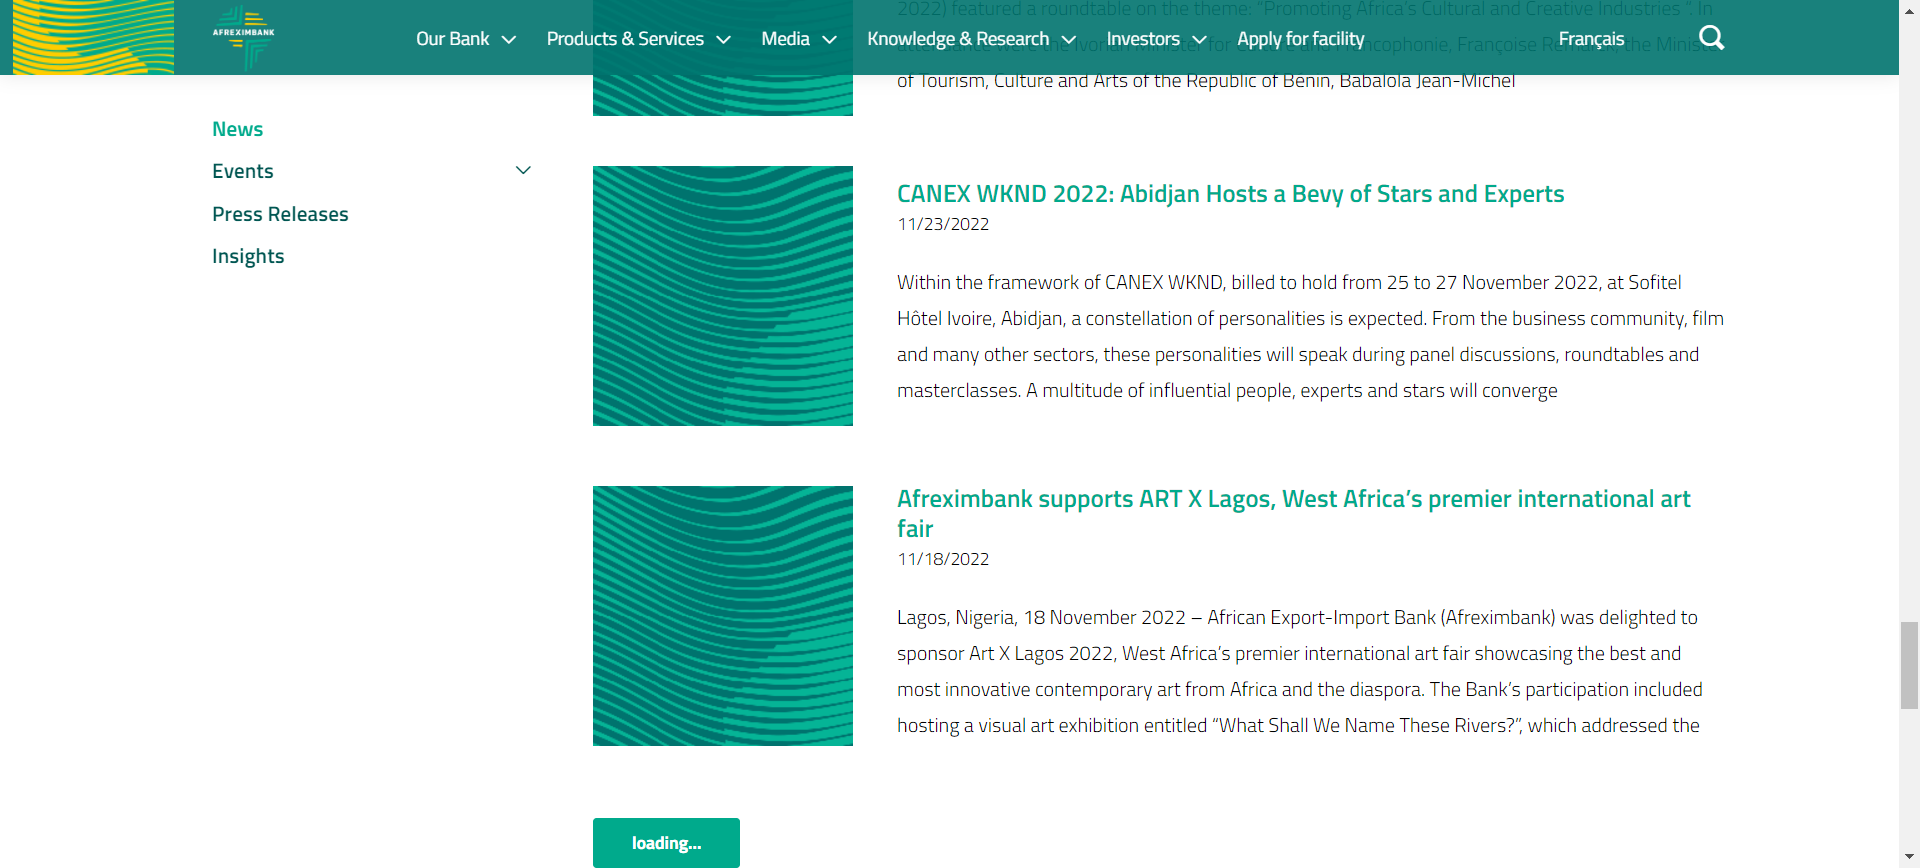 2022) featured a roundtable on the theme: “Promoting Africa’s Cultural and Creative Industries ”. In
AFREXIMBANK
Our Bank
Products & Services
Media
Knowledge & Research
Investors
Apply for facility
Français
of Tourism, Culture and Arts of the Republic of Benin, Babalola Jean-Michel
News
Events
Press Releases
Insights
CANEX WKND 2022: Abidjan Hosts a Bevy of Stars and Experts
11/23/2022
Within the framework of CANEX WKND, billed to hold from 25 to 27 November 2022, at Sofitel
Hôtel Ivoire, Abidjan, a constellation of personalities is expected. From the business community, film
and many other sectors, these personalities will speak during panel discussions, roundtables and
masterclasses. A multitude of influential people, experts and stars will converge
Afreximbank supports ART X Lagos, West Africa’s premier international art
fair
11/18/2022
Lagos, Nigeria, 18 November 2022 – African Export-Import Bank (Afreximbank) was delighted to
sponsor Art X Lagos 2022, West Africa’s premier international art fair showcasing the best and
most innovative contemporary art from Africa and the diaspora. The Bank’s participation included
hosting a visual art exhibition entitled “What Shall We Name These Rivers?”, which addressed the
loading...